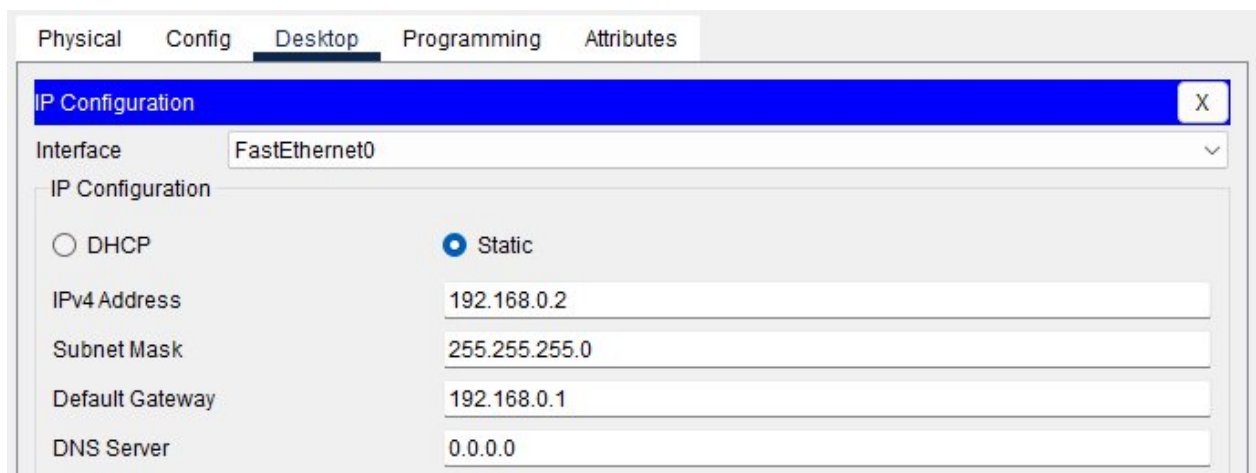 Physical Config Desktop Programming Attributes
IP Configuration X
Interface FastEthernet0
IP Configuration
DHCP Static
IPv4 Address 192.168.0.2
Subnet Mask 255.255.255.0
Default Gateway 192.168.0.1
DNS Server 0.0.0.0